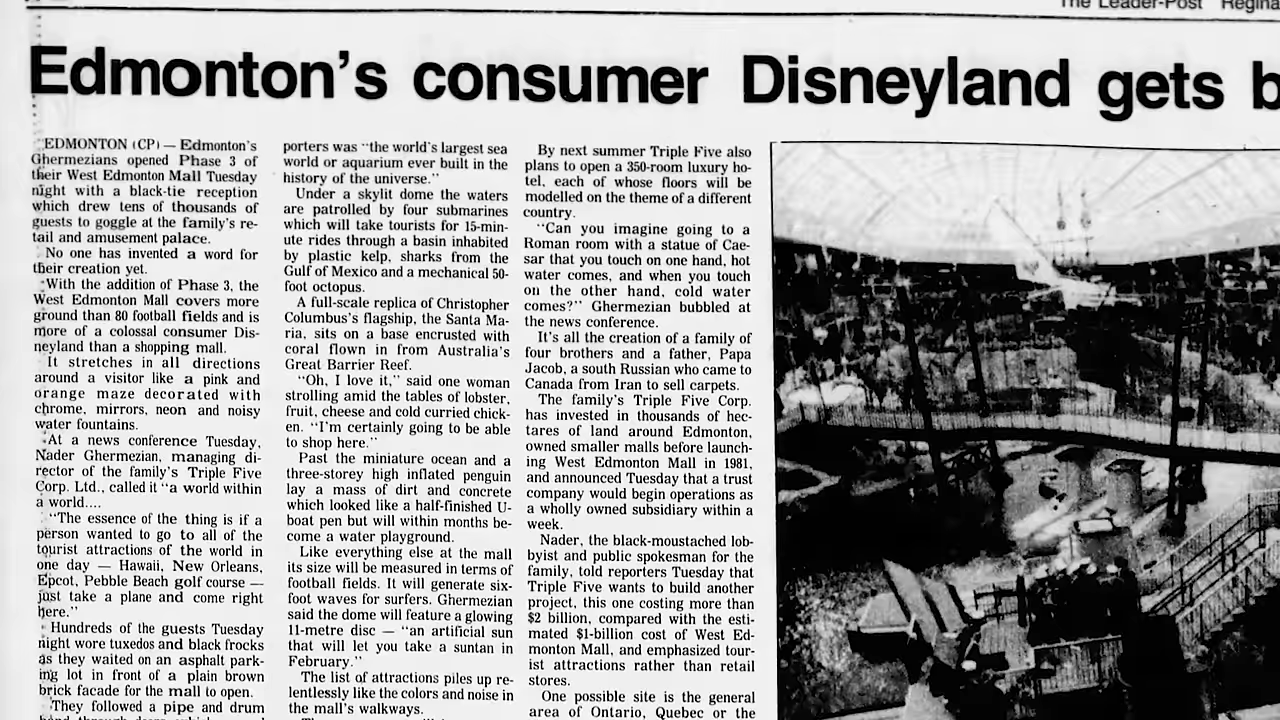 The Leader-Post Regina
Edmonton's consumer Disneyland gets b
EDMONTON (CP) — Edmonton's
Ghermezians opened Phase 3 of
their West Edmonton Mall Tuesday
night with a black-tie reception
which drew tens of thousands of
guests to goggle at the family's re-
tail and amusement palace.
No one has invented a word for
their creation yet.
With the addition of Phase 3, the
West Edmonton Mall covers more
ground than 80 football fields and is
more of a colossal consumer Dis-
neyland than a shopping mall.
It stretches in all directions
around a visitor like a pink and
orange maze decorated with
chrome, mirrors, neon and noisy
water fountains.
At a news conference Tuesday,
Nader Ghermezian, managing di-
rector of the family's Triple Five
Corp. Ltd., called it "a world within
a world....
"The essence of the thing is if a
person wanted to go to all of the
tourist attractions of the world in
one day — Hawaii, New Orleans,
Epcot, Pebble Beach golf course —
just take a plane and come right
here."
Hundreds of the guests Tuesday
night wore tuxedos and black frocks
as they waited on an asphalt park-
ing lot in front of a plain brown
brick facade for the mall to open.
They followed a pipe and drum
porters was "the world's largest sea
world or aquarium ever built in the
history of the universe."
Under a skylit dome the waters
are patrolled by four submarines
which will take tourists for 15-min-
ute rides through a basin inhabited
by plastic kelp, sharks from the
Gulf of Mexico and a mechanical 50-
foot octopus.
A full-scale replica of Christopher
Columbus's flagship, the Santa Ma-
ria, sits on a base encrusted with
coral flown in from Australia's
Great Barrier Reef.
"Oh, I love it," said one woman
strolling amid the tables of lobster,
fruit, cheese and cold curried chick-
en. "I'm certainly going to be able
to shop here."
Past the miniature ocean and a
three-storey high inflated penguin
lay a mass of dirt and concrete
which looked like a half-finished U-
boat pen but will within months be-
come a water playground.
Like everything else at the mall
its size will be measured in terms of
football fields. It will generate six-
foot waves for surfers. Ghermezian
said the dome will feature a glowing
11-metre disc — "an artificial sun
that will let you take a suntan in
February."
The list of attractions piles up re-
lentlessly like the colors and noise in
the mall's walkways.
By next summer Triple Five also
plans to open a 350-room luxury ho-
tel, each of whose floors will be
modelled on the theme of a different
country.
"Can you imagine going to a
Roman room with a statue of Cae-
sar that you touch on one hand, hot
water comes, and when you touch
on the other hand, cold water
comes?" Ghermezian bubbled at
the news conference.
It's all the creation of a family of
four brothers and a father, Papa
Jacob, a south Russian who came to
Canada from Iran to sell carpets.
The family's Triple Five Corp.
has invested in thousands of hec-
tares of land around Edmonton,
owned smaller malls before launch-
ing West Edmonton Mall in 1981,
and announced Tuesday that a trust
company would begin operations as
a wholly owned subsidiary within a
week.
Nader, the black-moustached lob-
byist and public spokesman for the
family, told reporters Tuesday that
Triple Five wants to build another
project, this one costing more than
$2 billion, compared with the esti-
mated $1-billion cost of West Ed-
monton Mall, and emphasized tour-
ist attractions rather than retail
stores.
One possible site is the general
area of Ontario, Quebec or the